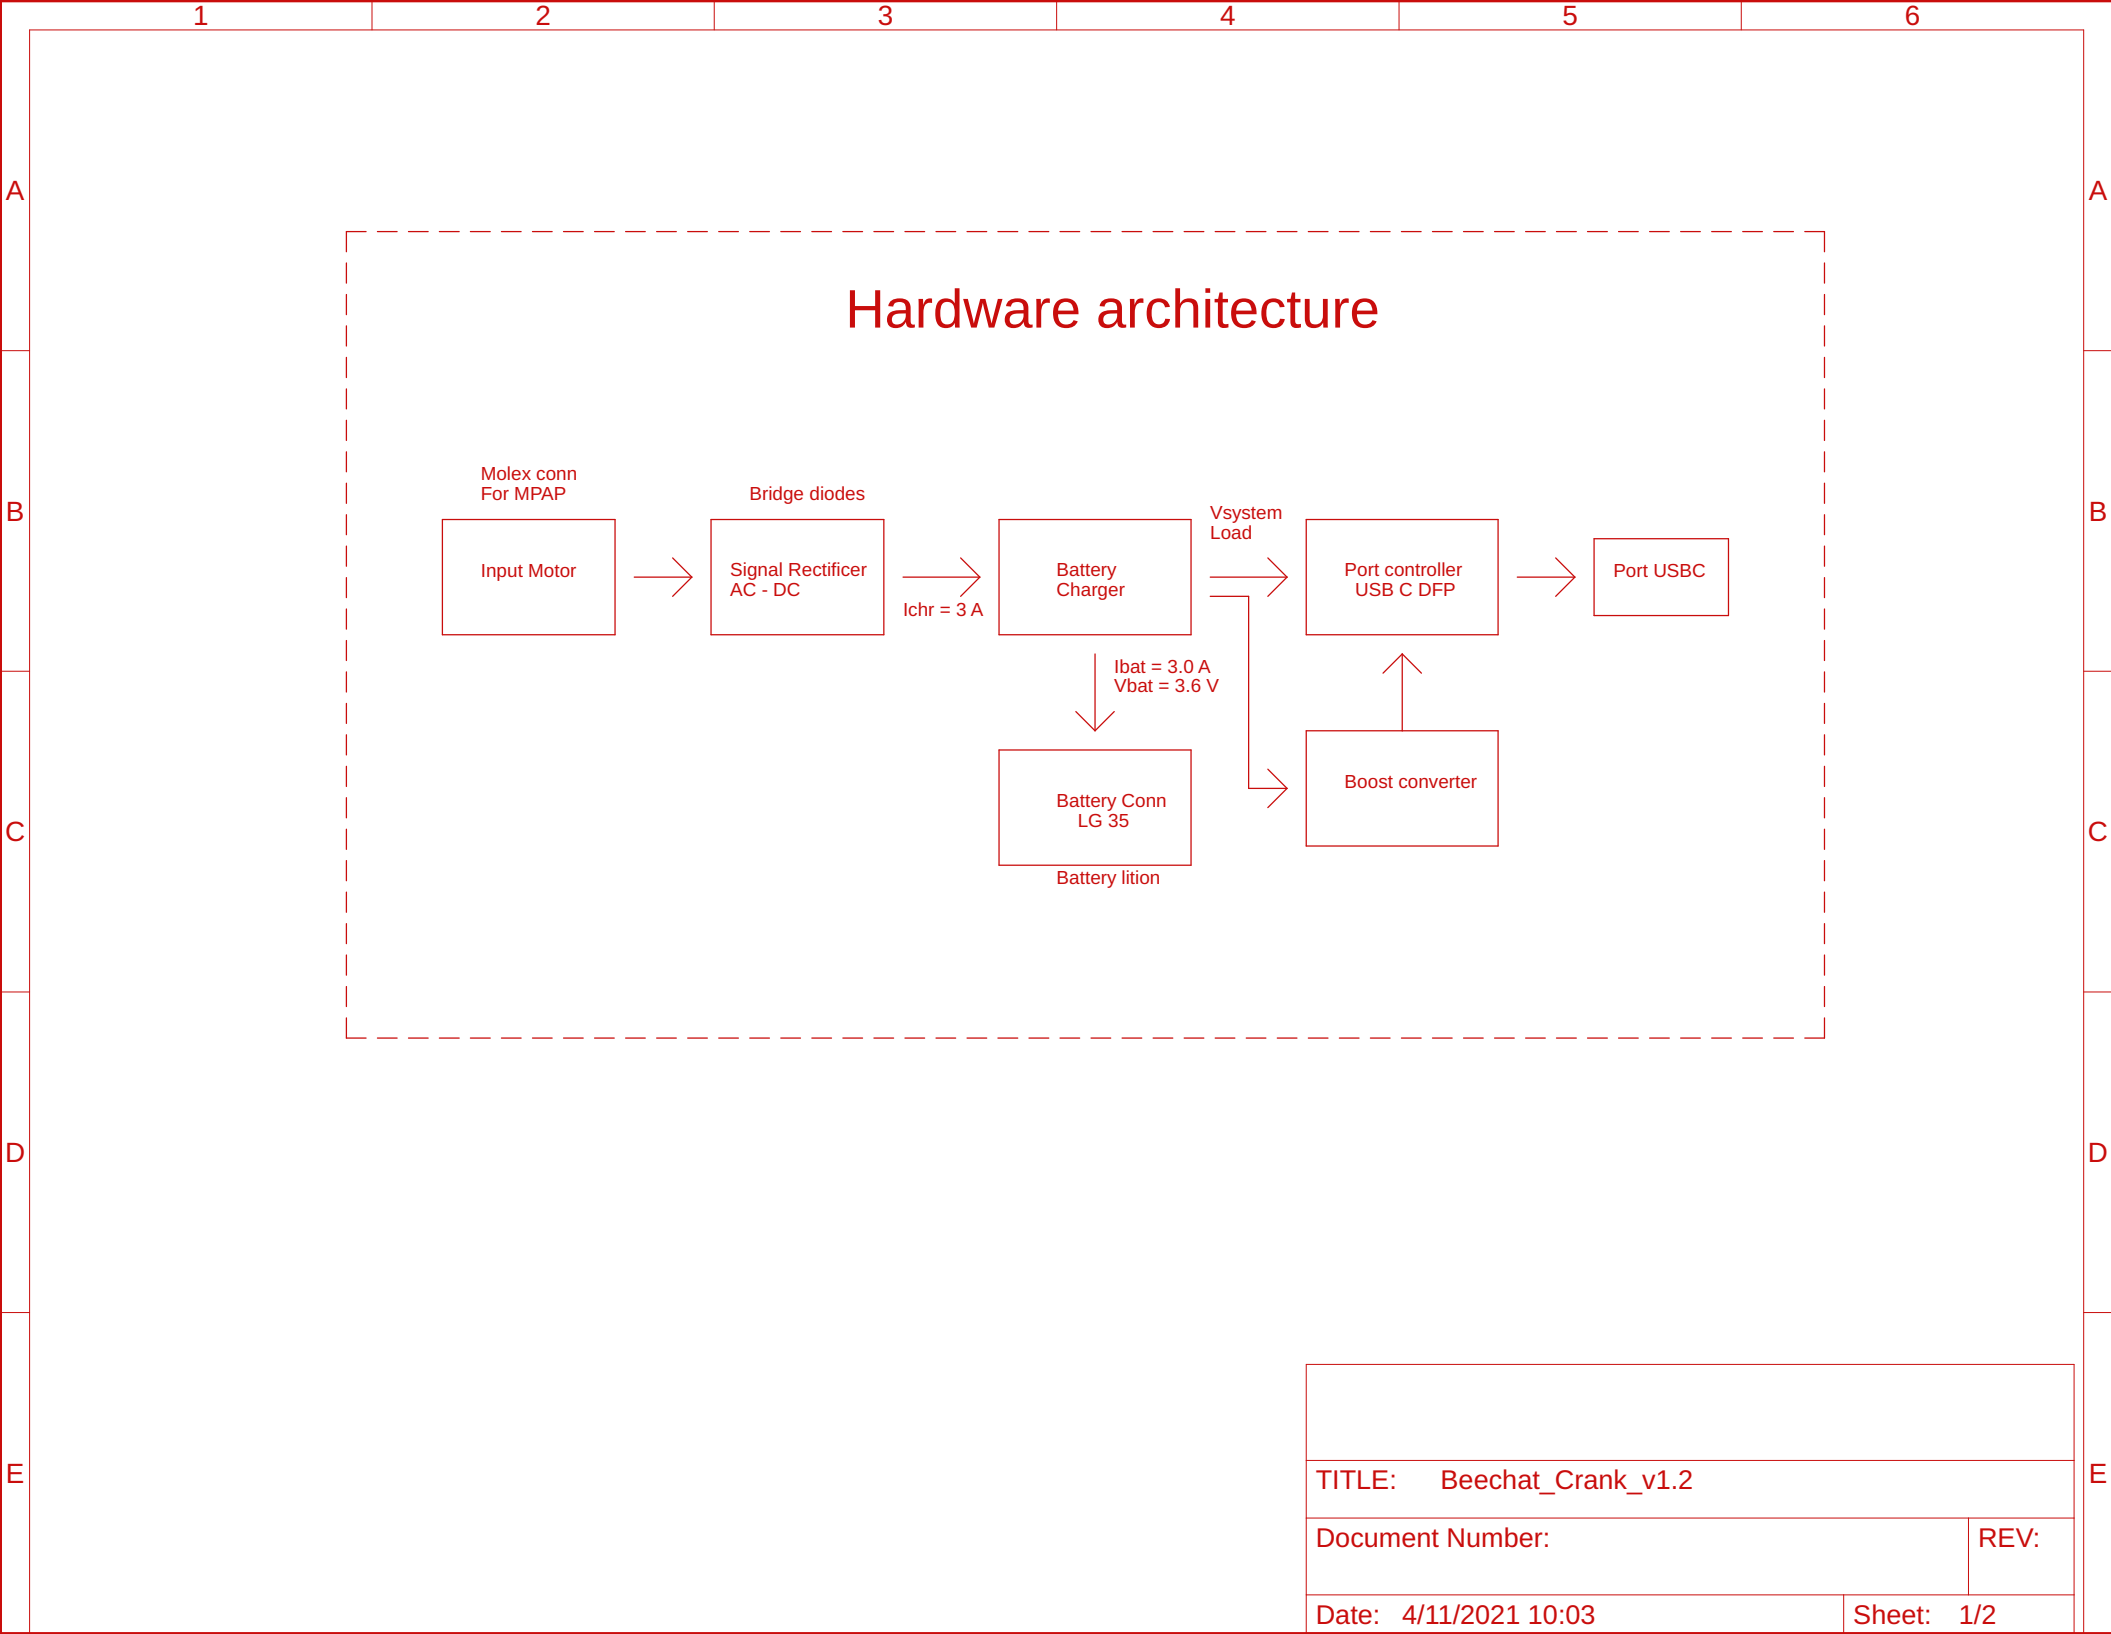 1 2 3 4 5 6
A A
Hardware architecture
Molex conn
For MPAP
Bridge diodes
B B
Vsystem
Load
Input Motor
Signal Rectificer
AC - DC
Ichr = 3 A
Battery
Charger
Port controller
USB C DFP
Port USBC
Ibat = 3.0 A
Vbat = 3.6 V
Boost converter
Battery Conn
LG 35
C C
Battery lition
D D
E E
TITLE: Beechat_Crank_v1.2
Document Number: REV:
Date: 4/11/2021 10:03 Sheet: 1/2